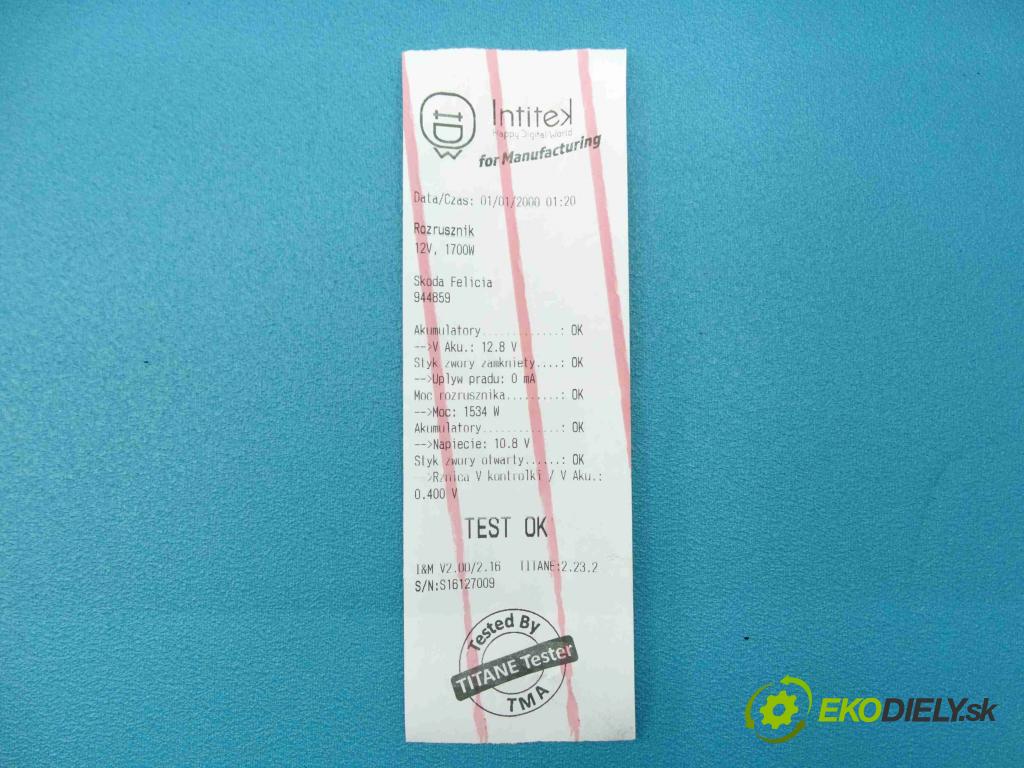 Intitek
Happy Digital World
for Manufacturing
Data/Czas: 01/01/2000 01:20
Rozrusznik
12V, 1700W
Skoda Felicia
944859
Akumulatory............: OK
-->V Aku.: 12.8 V
Styk zwory zamkniety....: OK
-->Uplyw pradu: 0 mA
Moc rozrusznika.........: OK
-->Moc: 1534 W
Akumulatory............: OK
-->Napiecie: 10.8 V
Styk zwory otwarty......: OK
-->Rznica V kontrolki / V Aku.:
0.400 V
TEST OK
I&M V2.00/2.16 TITANE:2.23.2
S/N:S16127009
Tested By
TITANE Tester
TMA
EKODIELY.sk